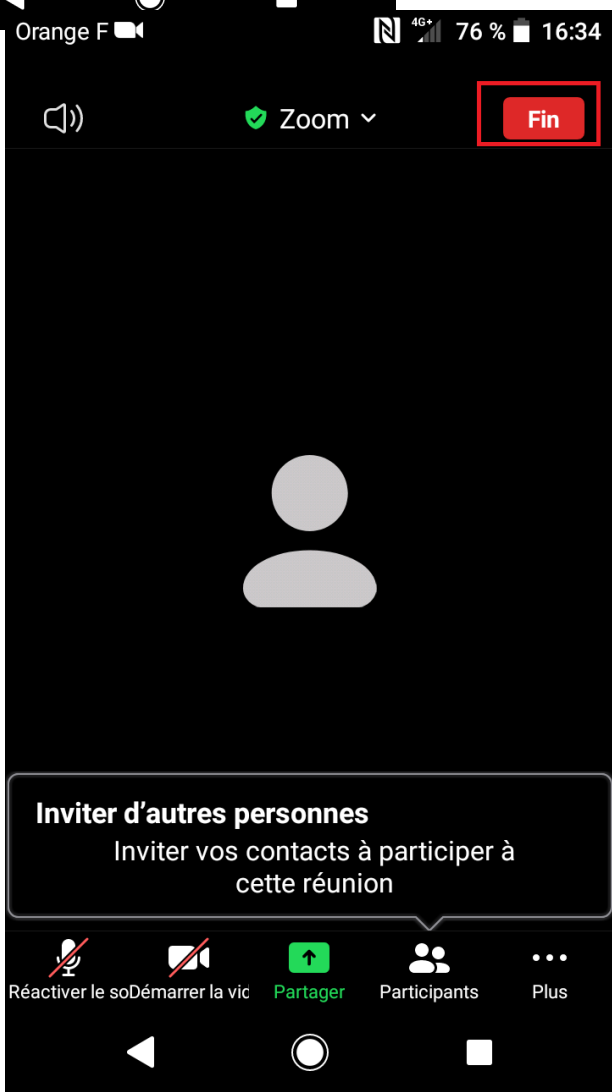 Orange F 4G+ 76 % 16:34
Zoom Fin
Inviter d’autres personnes
Inviter vos contacts à participer à
cette réunion
Réactiver le so Démarrer la vid Partager Participants Plus